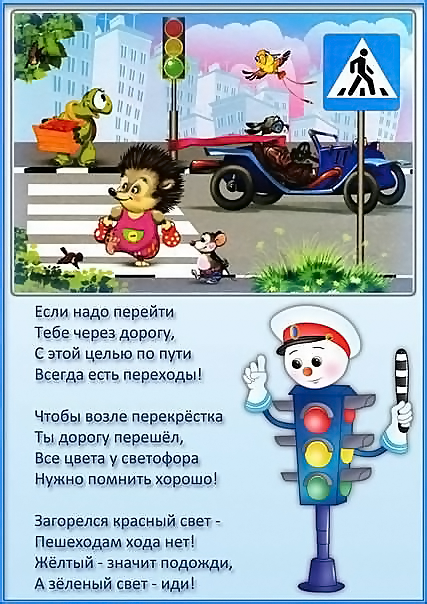 Если надо перейти
Тебе через дорогу,
С этой целью по пути
Всегда есть переходы!
Чтобы возле перекрёстка
Ты дорогу перешёл,
Все цвета у светофора
Нужно помнить хорошо!
Загорелся красный свет -
Пешеходам хода нет!
Жёлтый - значит подожди,
А зёленый свет - иди!